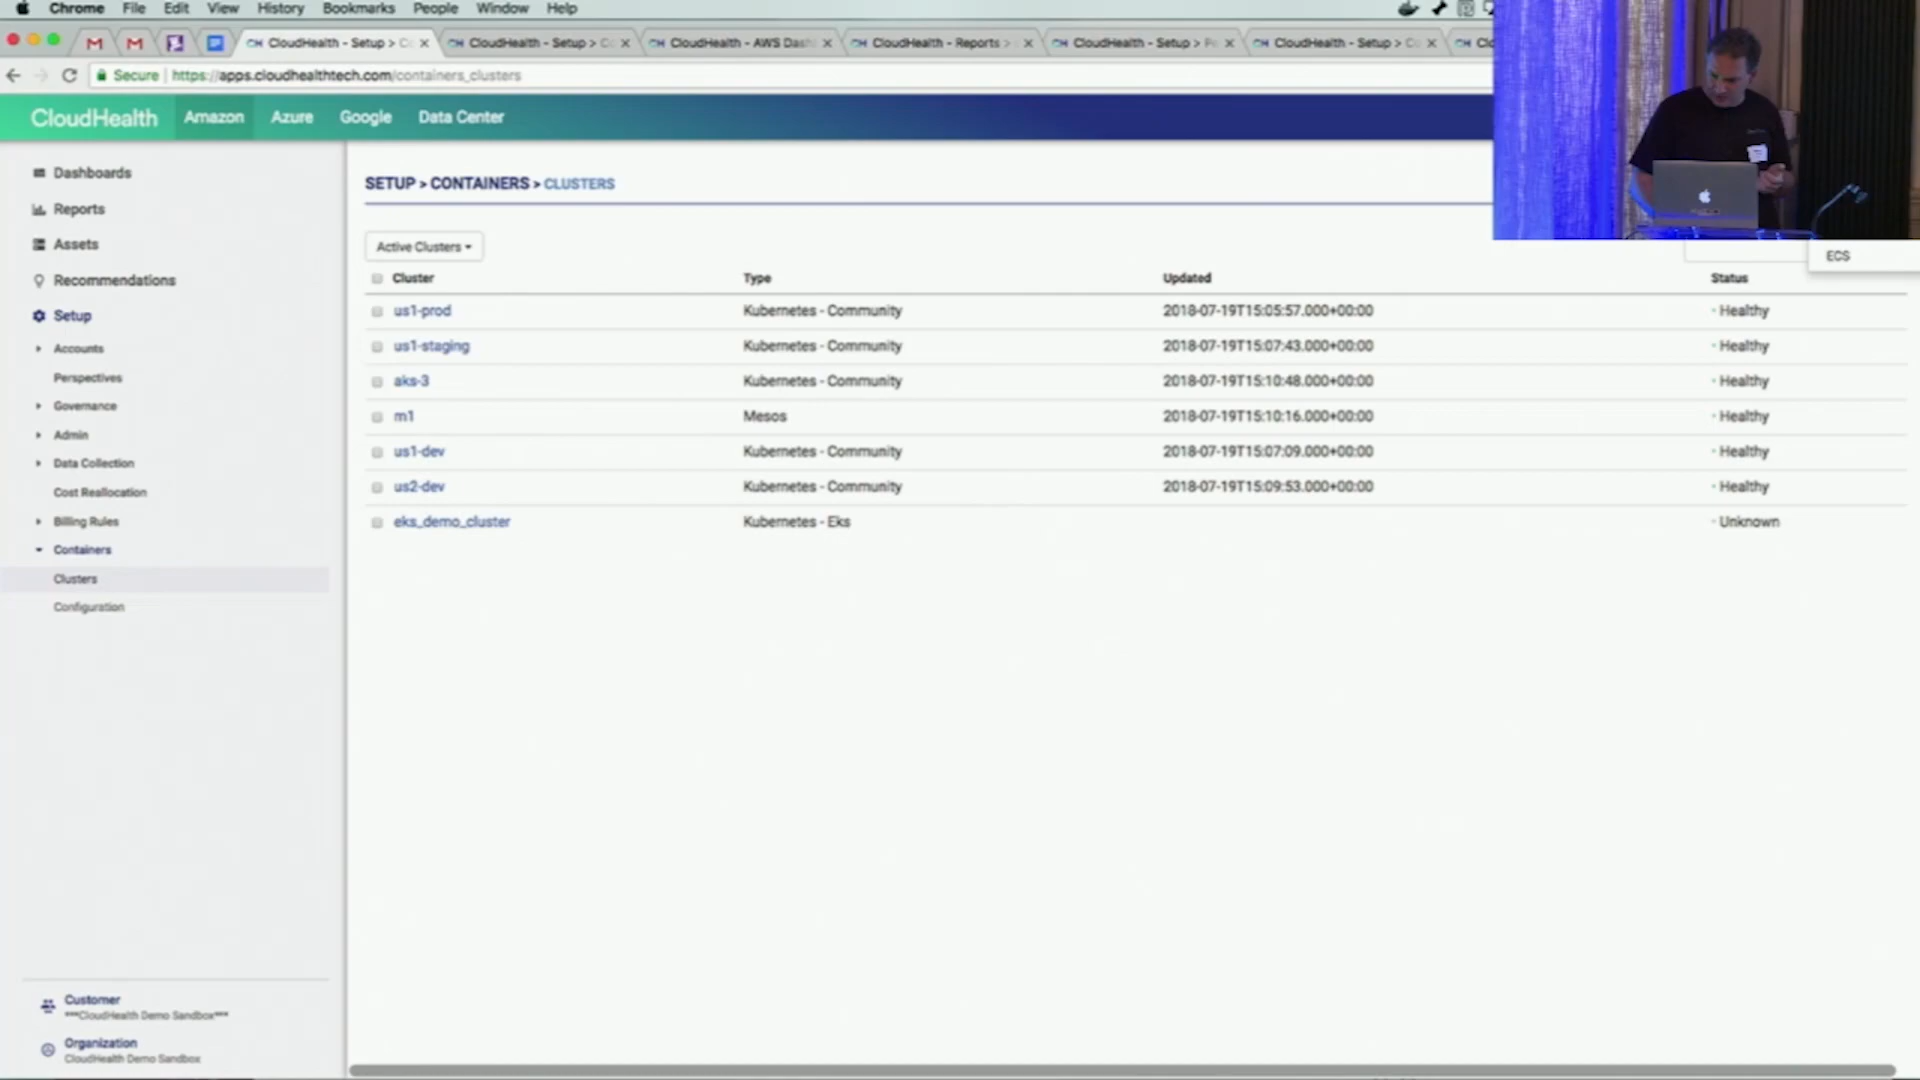 Chrome File Edit View History Bookmarks People Window Help
CloudHealth - Setup > Co
CloudHealth - Setup > Co
CloudHealth - AWS Dash
CloudHealth - Reports >
CloudHealth - Setup > Pe
CloudHealth - Setup > Co
Secure https://apps.cloudhealthtech.com/containers_clusters
CloudHealth Amazon Azure Google Data Center
Dashboards
Reports
Assets
Recommendations
Setup
Accounts
Perspectives
Governance
Admin
Data Collection
Cost Reallocation
Billing Rules
Containers
Clusters
Configuration
Customer
***CloudHealth Demo Sandbox***
Organization
CloudHealth Demo Sandbox
SETUP > CONTAINERS > CLUSTERS
Active Clusters
ECS
Cluster Type Updated Status
us1-prod Kubernetes - Community 2018-07-19T15:05:57.000+00:00 Healthy
us1-staging Kubernetes - Community 2018-07-19T15:07:43.000+00:00 Healthy
aks-3 Kubernetes - Community 2018-07-19T15:10:48.000+00:00 Healthy
m1 Mesos 2018-07-19T15:10:16.000+00:00 Healthy
us1-dev Kubernetes - Community 2018-07-19T15:07:09.000+00:00 Healthy
us2-dev Kubernetes - Community 2018-07-19T15:09:53.000+00:00 Healthy
eks_demo_cluster Kubernetes - Eks Unknown